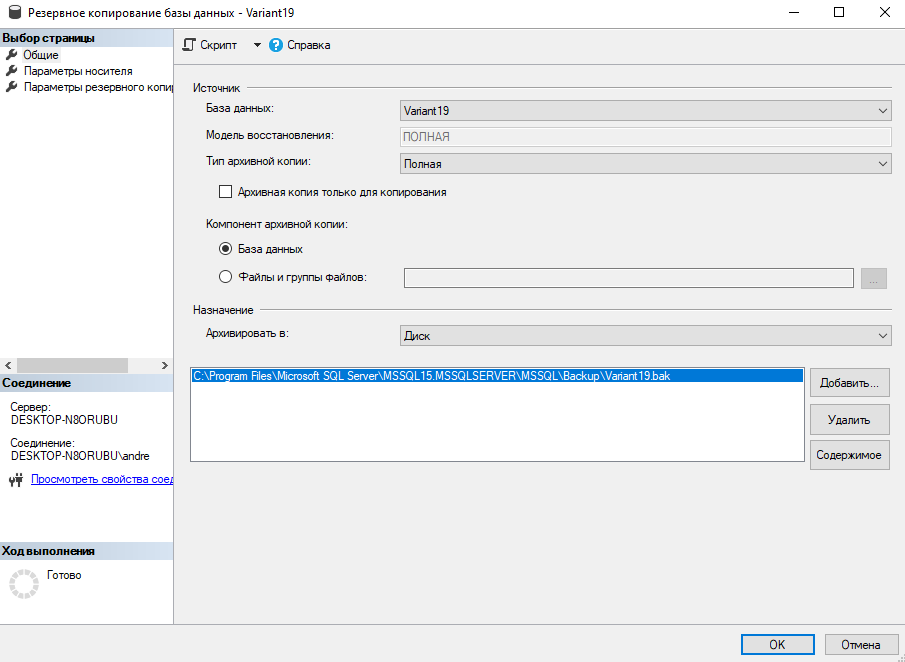 Резервное копирование базы данных - Variant19
Выбор страницы
Общие
Параметры носителя
Параметры резервного копир
Скрипт
Справка
Источник
База данных:
Variant19
Модель восстановления:
ПОЛНАЯ
Тип архивной копии:
Полная
Архивная копия только для копирования
Компонент архивной копии:
База данных
Файлы и группы файлов:
...
Назначение
Архивировать в:
Диск
C:\Program Files\Microsoft SQL Server\MSSQL15.MSSQLSERVER\MSSQL\Backup\Variant19.bak
Добавить...
Удалить
Содержимое
Соединение
Сервер:
DESKTOP-N8ORUBU
Соединение:
DESKTOP-N8ORUBU\andre
Просмотреть свойства соед
Ход выполнения
Готово
OK
Отмена